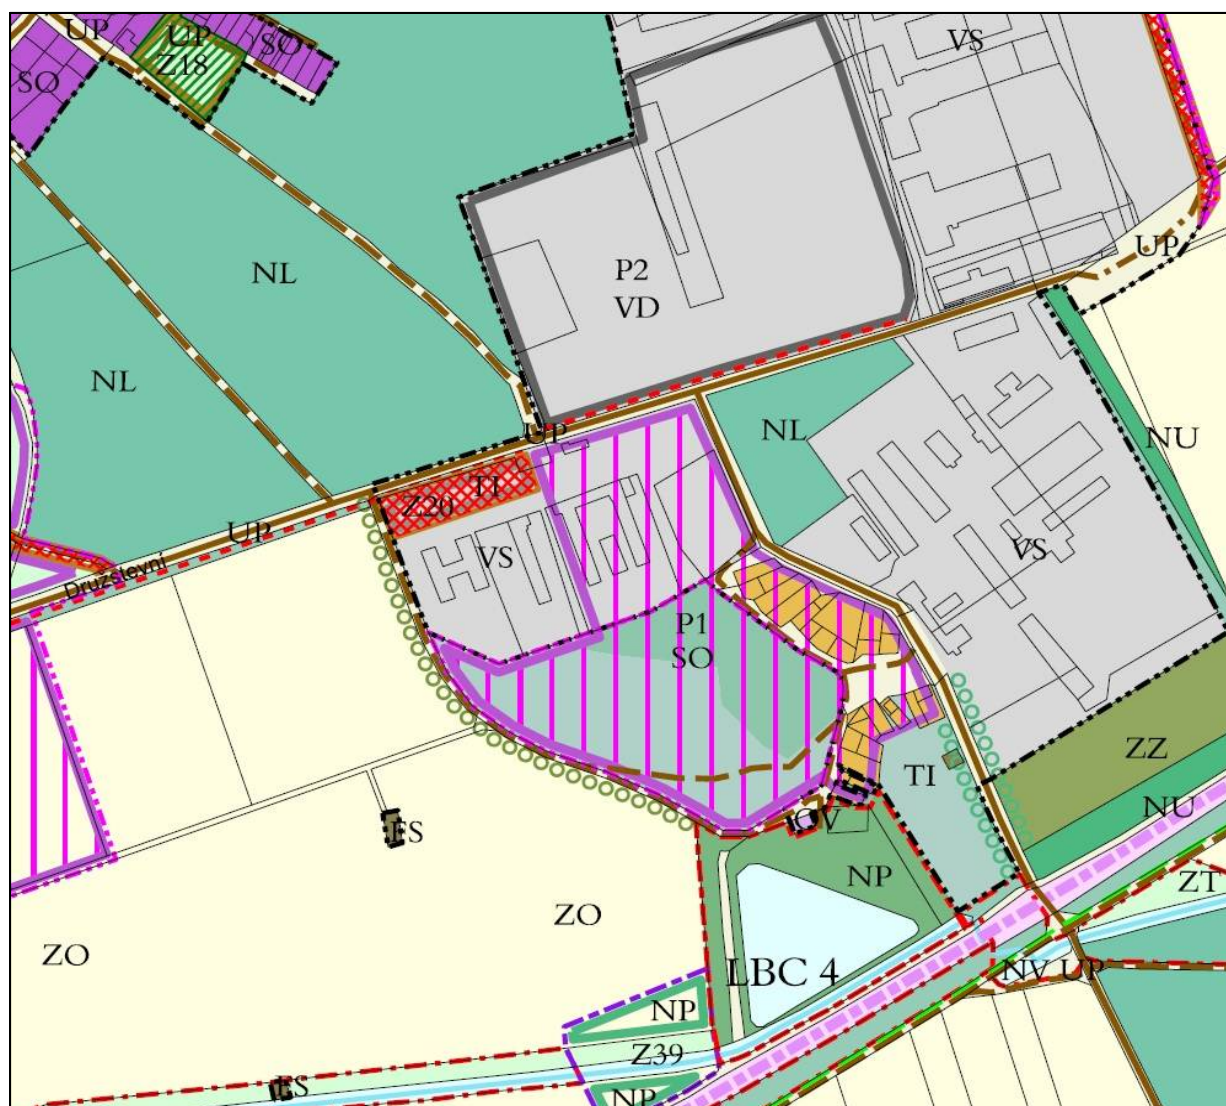 UP
UP
SO
VS
Z18
SO
UP
NL
P2
VD
NL
NL
NU
UP
TI
Z20
UP
VS
VS
Družstevní
P1
SO
ZZ
TI
NU
OV
ES
NP
ZT
ZO
ZO
LBC 4
NV UP
NP
Z39
ES
NP